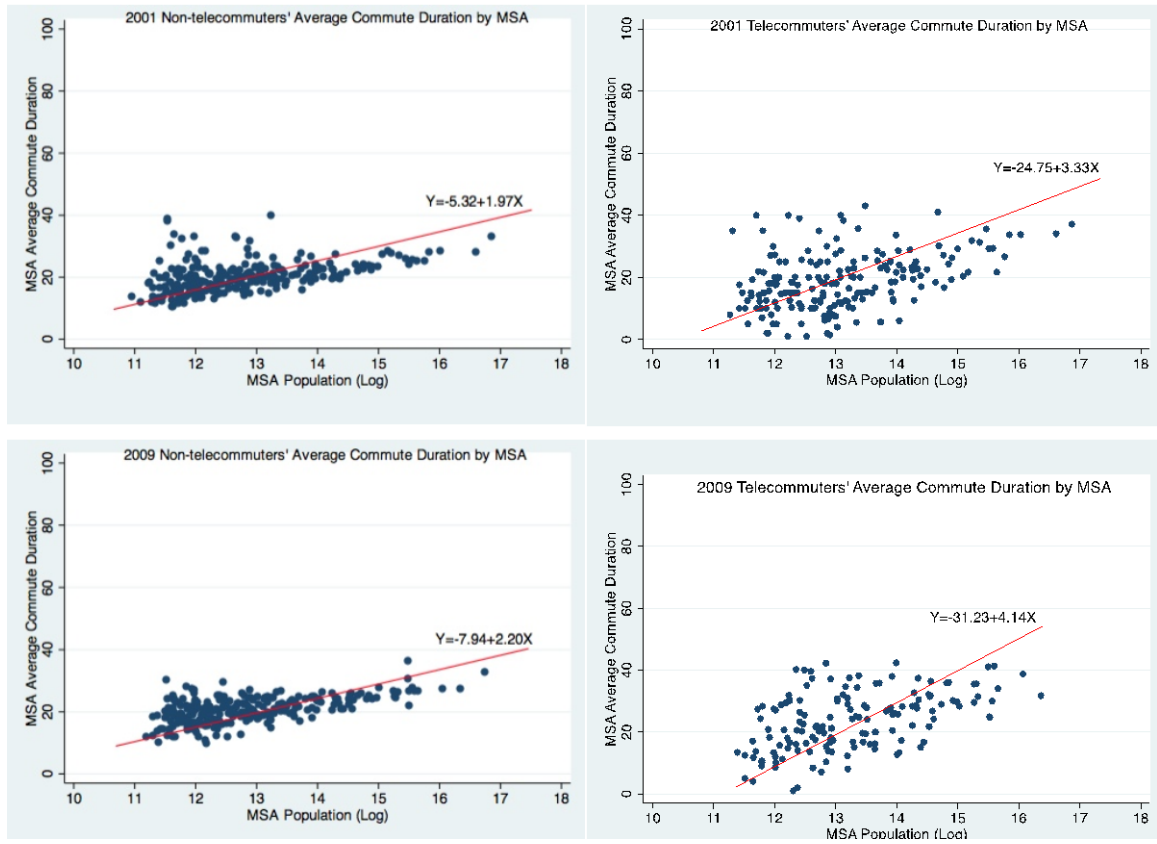 2001 Non-telecommuters' Average Commute Duration by MSA
MSA Average Commute Duration
0 20 40 60 80 100
Y=-5.32+1.97X
10 11 12 13 14 15 16 17 18
MSA Population (Log)
2001 Telecommuters' Average Commute Duration by MSA
MSA Average Commute Duration
0 20 40 60 80 100
Y=-24.75+3.33X
10 11 12 13 14 15 16 17 18
MSA Population (Log)
2009 Non-telecommuters' Average Commute Duration by MSA
MSA Average Commute Duration
0 20 40 60 80 100
Y=-7.94+2.20X
10 11 12 13 14 15 16 17 18
MSA Population (Log)
2009 Telecommuters' Average Commute Duration by MSA
MSA Average Commute Duration
0 20 40 60 80 100
Y=-31.23+4.14X
10 11 12 13 14 15 16 17 18
MSA Population (Log)